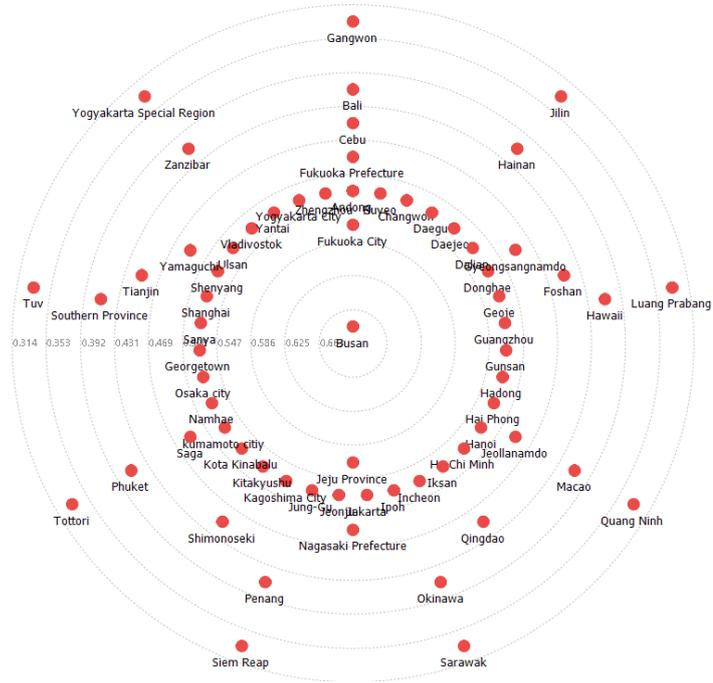 Gangwon
Yogyakarta Special Region
Jilin
Bali
Cebu
Zanzibar
Hainan
Fukuoka Prefecture
Zhengzhou
Andong
Buyeo
Yogyakarta City
Changwon
Yantai
Daegu
Fukuoka City
Vladivostok
Daejeo
Yamaguchi
Ulsan
Dalian
Gyeongsangnamdo
Shenyang
Donghae
Tianjin
Foshan
Tuv
Luang Prabang
Southern Province
Shanghai
Geoje
Hawaii
Sanya
Guangzhou
0.314 0.353 0.392 0.431 0.469 0.547 0.586 0.625
Busan
Georgetown
Gunsan
Osaka city
Hadong
Namhae
Hai Phong
Kumamoto citiy
Hanoi
Saga
Jeollanamdo
Kota Kinabalu
Ho Chi Minh
Kitakyushu
Jeju Province
Iksan
Phuket
Macao
Kagoshima City
Incheon
Jung-Gu
Ipoh
Jeonju
Jakarta
Tottori
Quang Ninh
Shimonoseki
Qingdao
Nagasaki Prefecture
Penang
Okinawa
Siem Reap
Sarawak